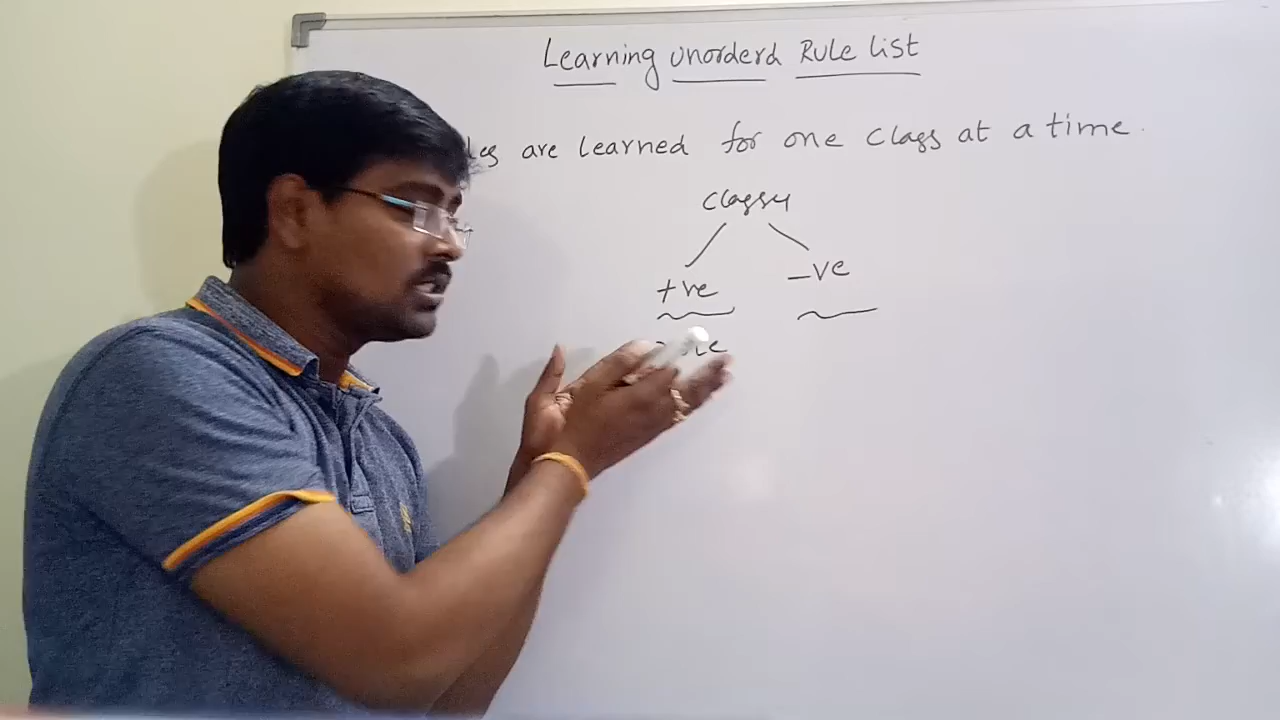 Learning unorderd Rule list
are learned for one class at a time.
class
+ve -ve